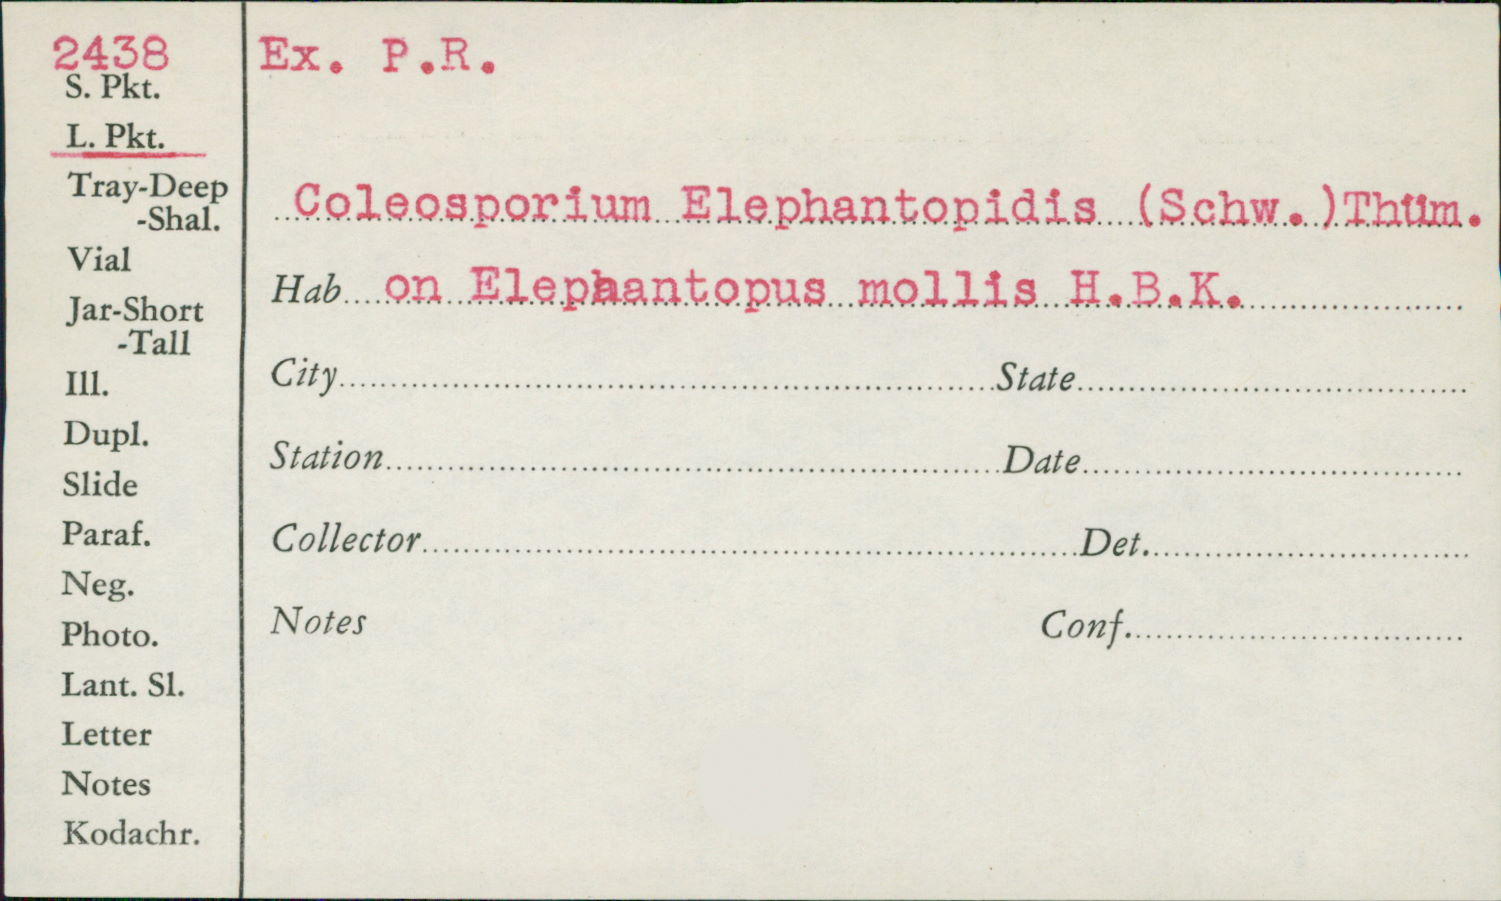 2438
S. Pkt.
L. Pkt.
Tray-Deep
-Shal.
Vial
Jar-Short
-Tall
Ill.
Dupl.
Slide
Paraf.
Neg.
Photo.
Lant. Sl.
Letter
Notes
Kodachr.
Ex. P.R.
Coleosporium Elephantopidis (Schw.)Thüm.
Hab. on Elephantopus mollis H.B.K.
City State
Station Date
Collector Det.
Notes Conf.